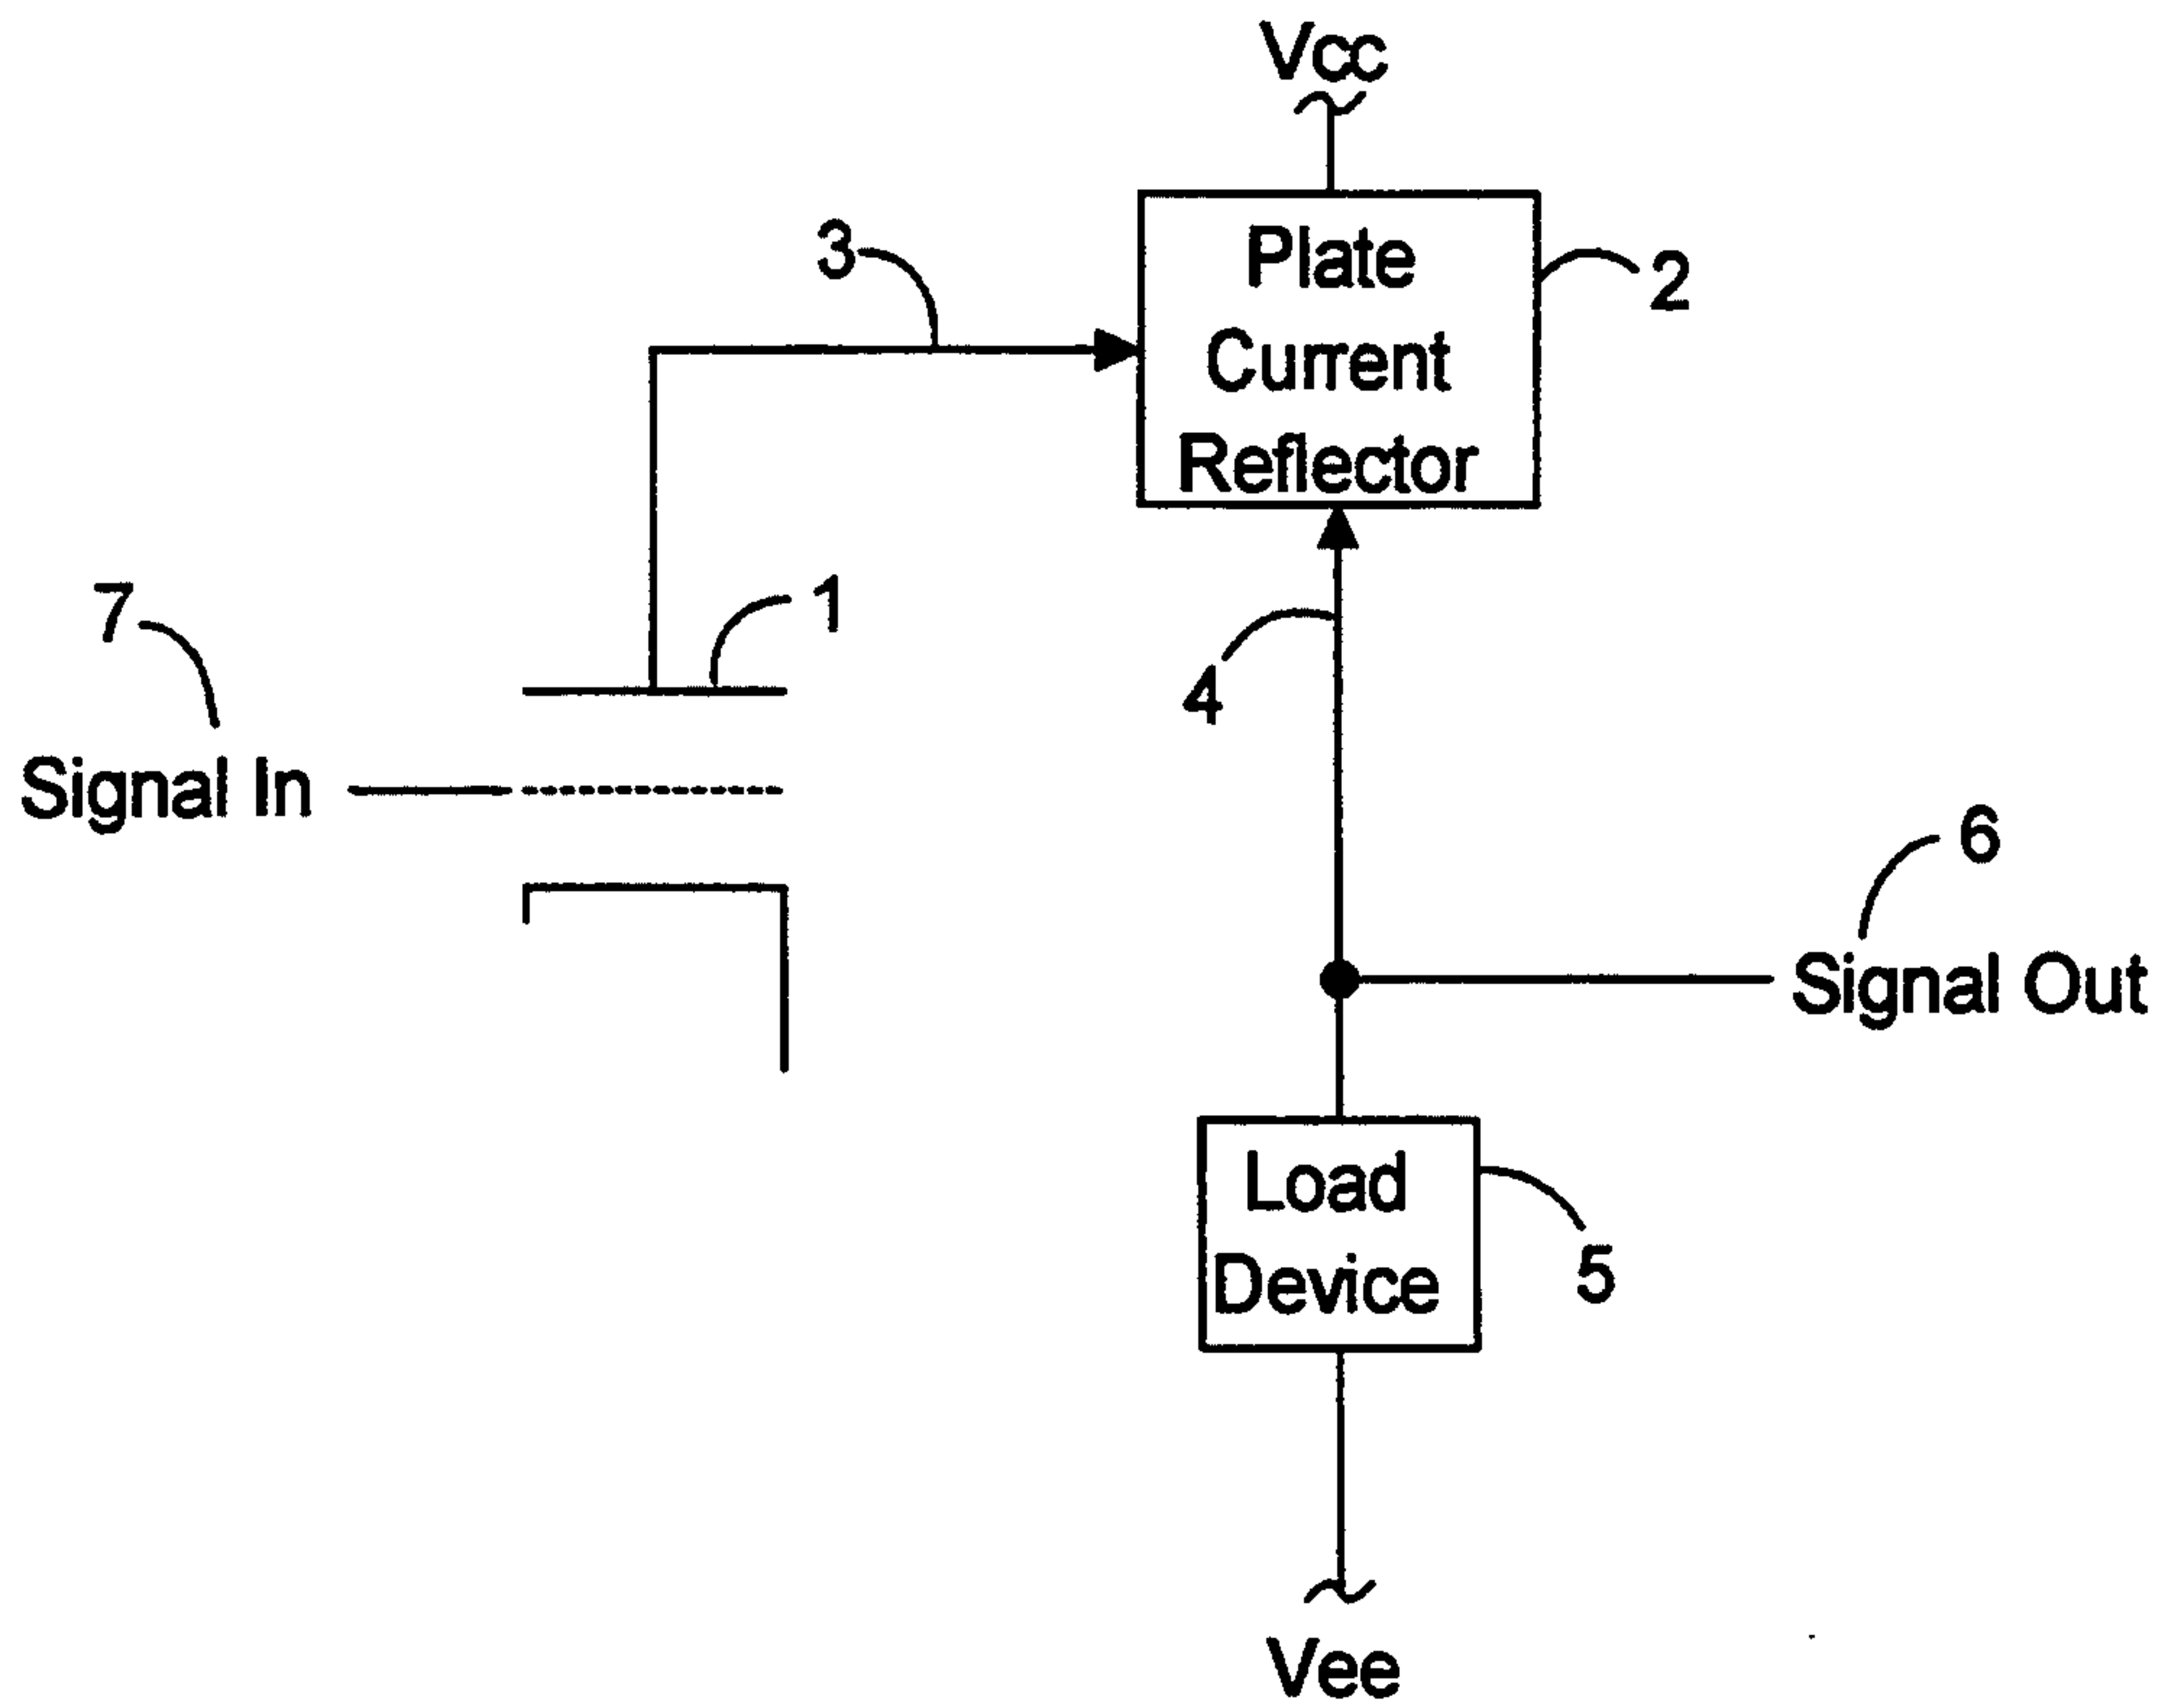 Vcc
3
Plate
Current
Reflector
2
7
1
4
Signal In
6
Signal Out
Load
Device
5
Vee